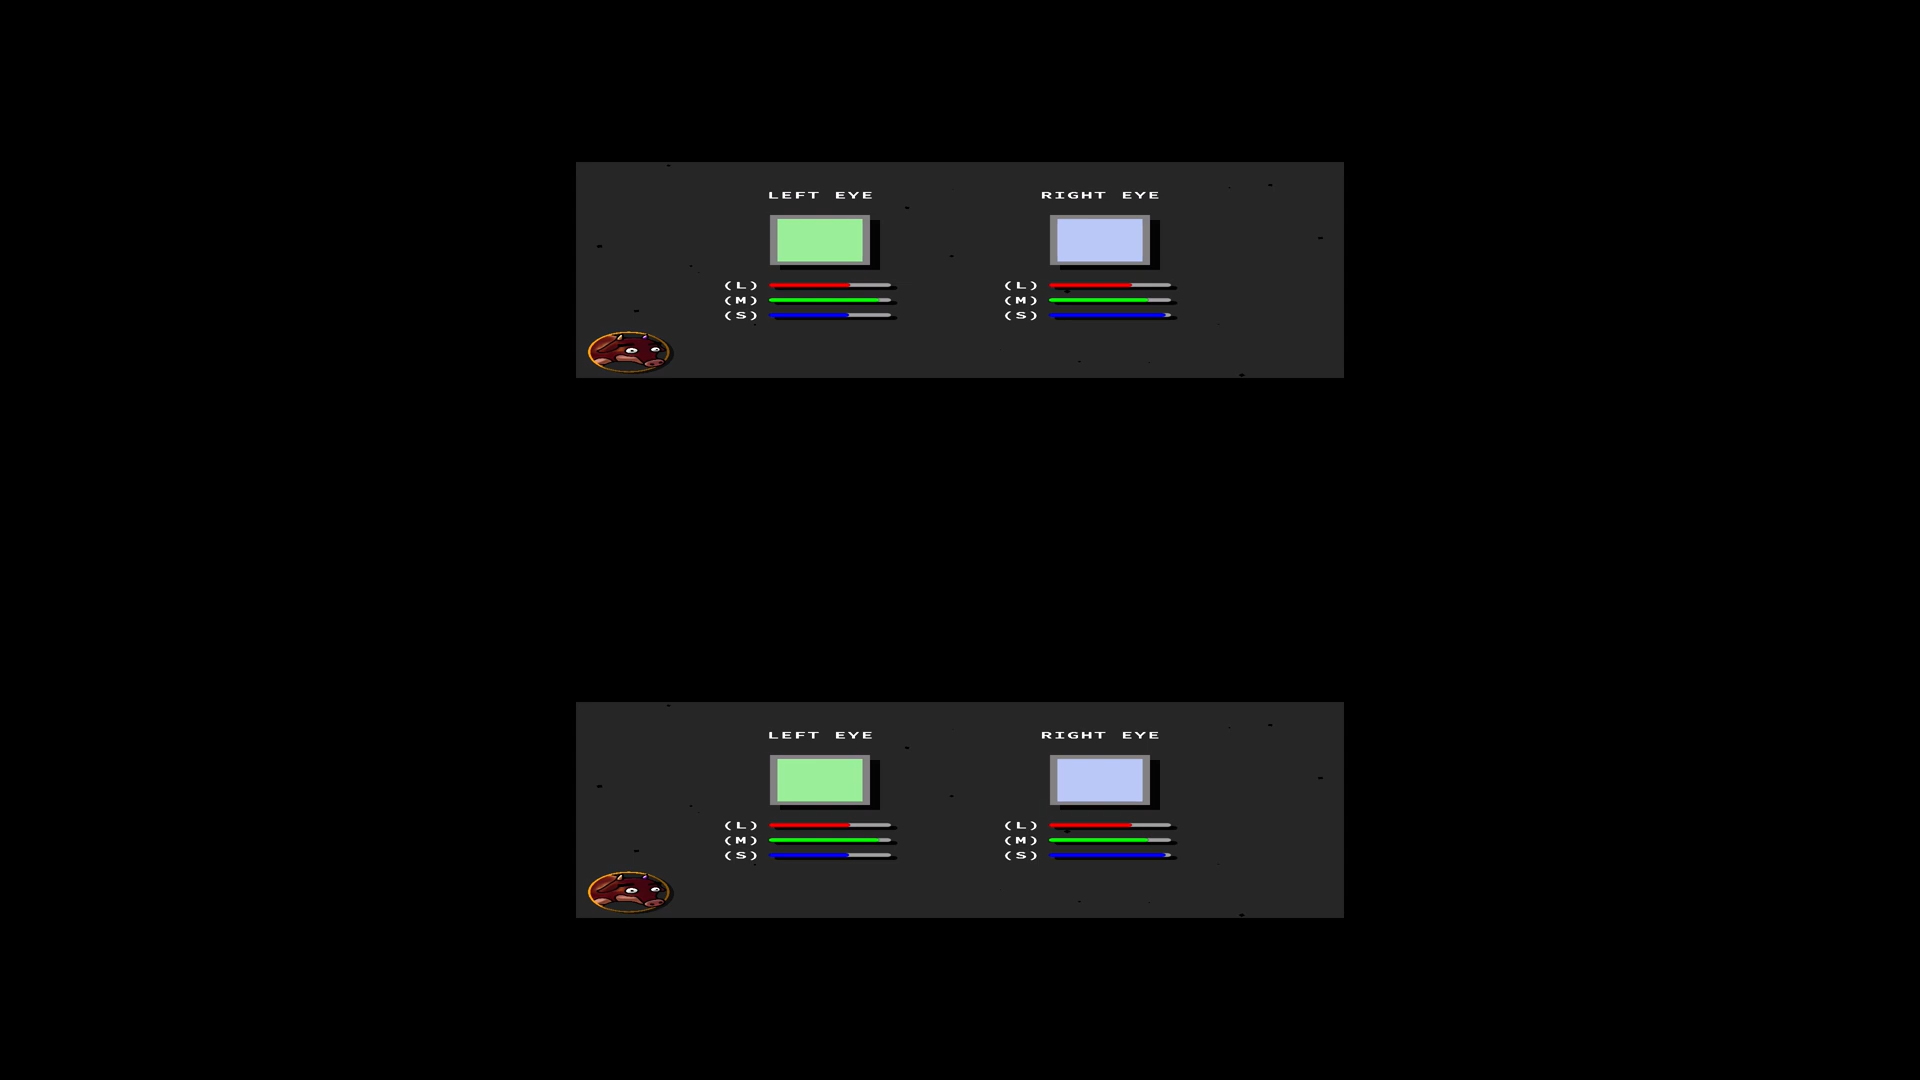 LEFT EYE RIGHT EYE
(L) (L)
(M) (M)
(S) (S)
LEFT EYE RIGHT EYE
(L) (L)
(M) (M)
(S) (S)